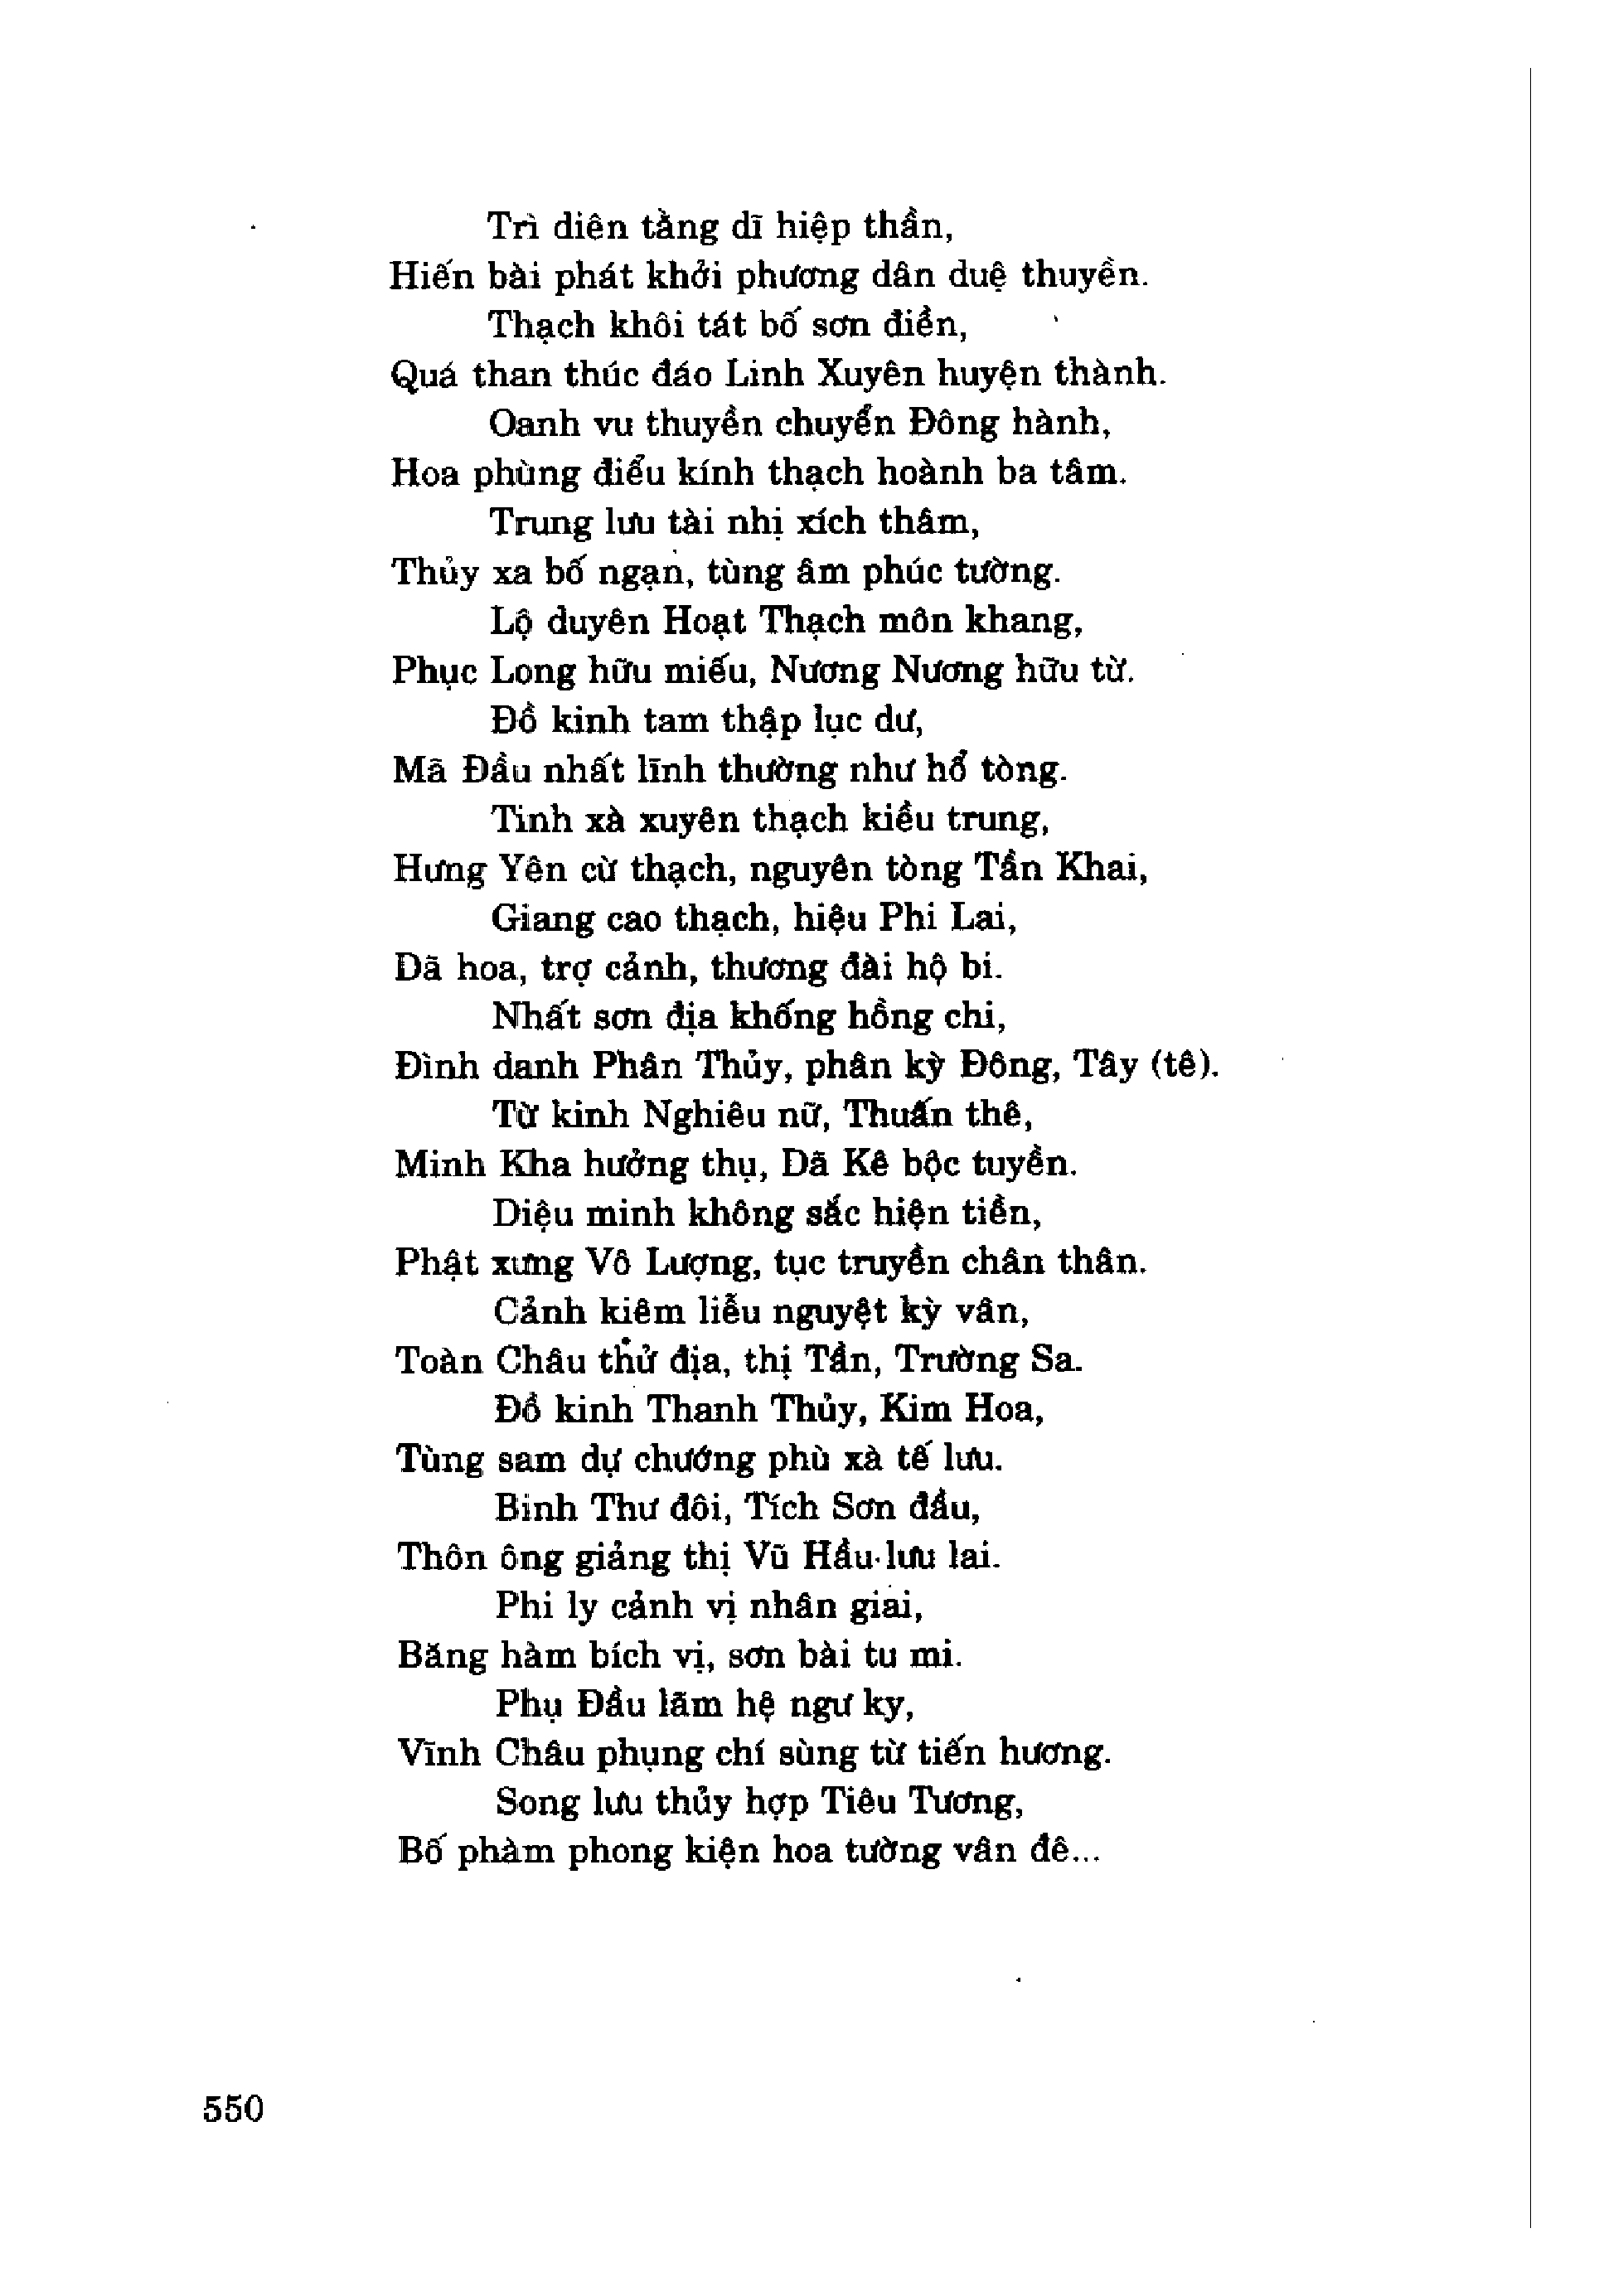 Trì diên tằng dĩ hiệp thần,
Hiến bài phát khởi phương dân duệ thuyền.
Thạch khôi tát bố sơn điền,
Quá than thúc đáo Linh Xuyên huyện thành.
Oanh vu thuyền chuyển Đông hành,
Hoa phùng điểu kính thạch hoành ba tâm.
Trung lưu tài nhị xích thâm,
Thủy xa bố ngạn, tùng âm phúc tường.
Lộ duyên Hoạt Thạch môn khang,
Phục Long hữu miếu, Nương Nương hữu từ.
Đồ kinh tam thập lục dư,
Mã Đầu nhất lĩnh thường như hổ tòng.
Tinh xà xuyên thạch kiều trung,
Hưng Yên cừ thạch, nguyên tòng Tần Khai,
Giang cao thạch, hiệu Phi Lai,
Dã hoa, trợ cảnh, thương đài hộ bi.
Nhất sơn địa khống hồng chi,
Đình danh Phân Thủy, phân kỳ Đông, Tây (tê).
Từ kinh Nghiêu nữ, Thuấn thê,
Minh Kha hưởng thụ, Dã Kê bộc tuyền.
Diệu minh không sắc hiện tiền,
Phật xưng Vô Lượng, tục truyền chân thân.
Cảnh kiêm liễu nguyệt kỳ vân,
Toàn Châu thử địa, thị Tần, Trường Sa.
Đồ kinh Thanh Thủy, Kim Hoa,
Tùng sam dự chướng phù xà tế lưu.
Binh Thư đôi, Tích Sơn đầu,
Thôn ông giảng thị Vũ Hầu lưu lai.
Phi ly cảnh vị nhân giai,
Băng hàm bích vị, sơn bài tu mi.
Phụ Đầu lãm hệ ngư ky,
Vĩnh Châu phụng chí sùng từ tiến hương.
Song lưu thủy hợp Tiêu Tương,
Bố phàm phong kiện hoa tường vân đê...
550